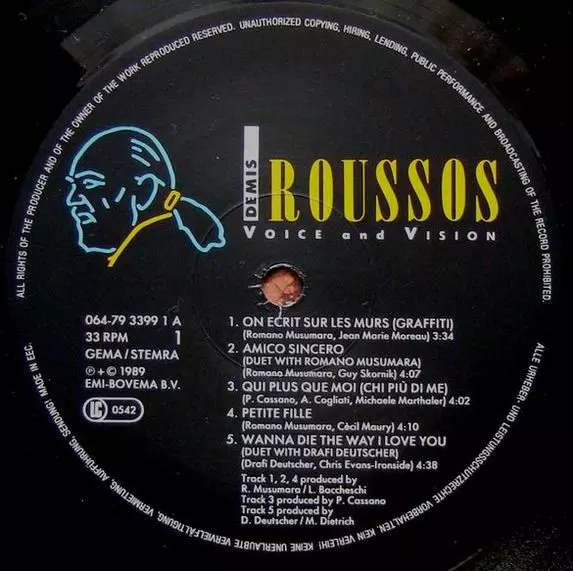 ALL RIGHTS OF THE PRODUCER AND OF THE OWNER OF THE WORK REPRODUCED RESERVED. UNAUTHORIZED COPYING, HIRING, LENDING, PUBLIC PERFORMANCE AND BROADCASTING OF THE RECORD PROHIBITED.
DEMIS
ROUSSOS
VOICE and VISION
064-79 3399 1 A
33 RPM 1
GEMA/STEMRA
℗ + © 1989
EMI-BOVEMA B.V.
LC 0542
1. ON ECRIT SUR LES MURS (GRAFFITI)
(Romano Musumara, Jean Marie Moreau) 3:34
2. AMICO SINCERO
(DUET WITH ROMANO MUSUMARA)
(Romano Musumara, Guy Skornik) 4:07
3. QUI PLUS QUE MOI (CHI PIÙ DI ME)
(P. Cassano, A. Cogliati, Michaele Marthaler) 4:02
4. PETITE FILLE
(Romano Musumara, Cècil Maury) 4:10
5. WANNA DIE THE WAY I LOVE YOU
(DUET WITH DRAFI DEUTSCHER)
(Drafi Deutscher, Chris Evans-Ironside) 4:38
Track 1, 2, 4 produced by
R. Musumara/L. Baccheschi
Track 3 produced by P. Cassano
Track 5 produced by
D. Deutscher/M. Dietrich
ALLE URHEBER- UND LEISTUNGSSCHUTZRECHTE VORBEHALTEN. KEIN VERLEIH! KEINE UNERLAUBTE VERVIELFÄLTIGUNG, VERMIETUNG, AUFFÜHRUNG, SENDUNG! MADE IN EEC.